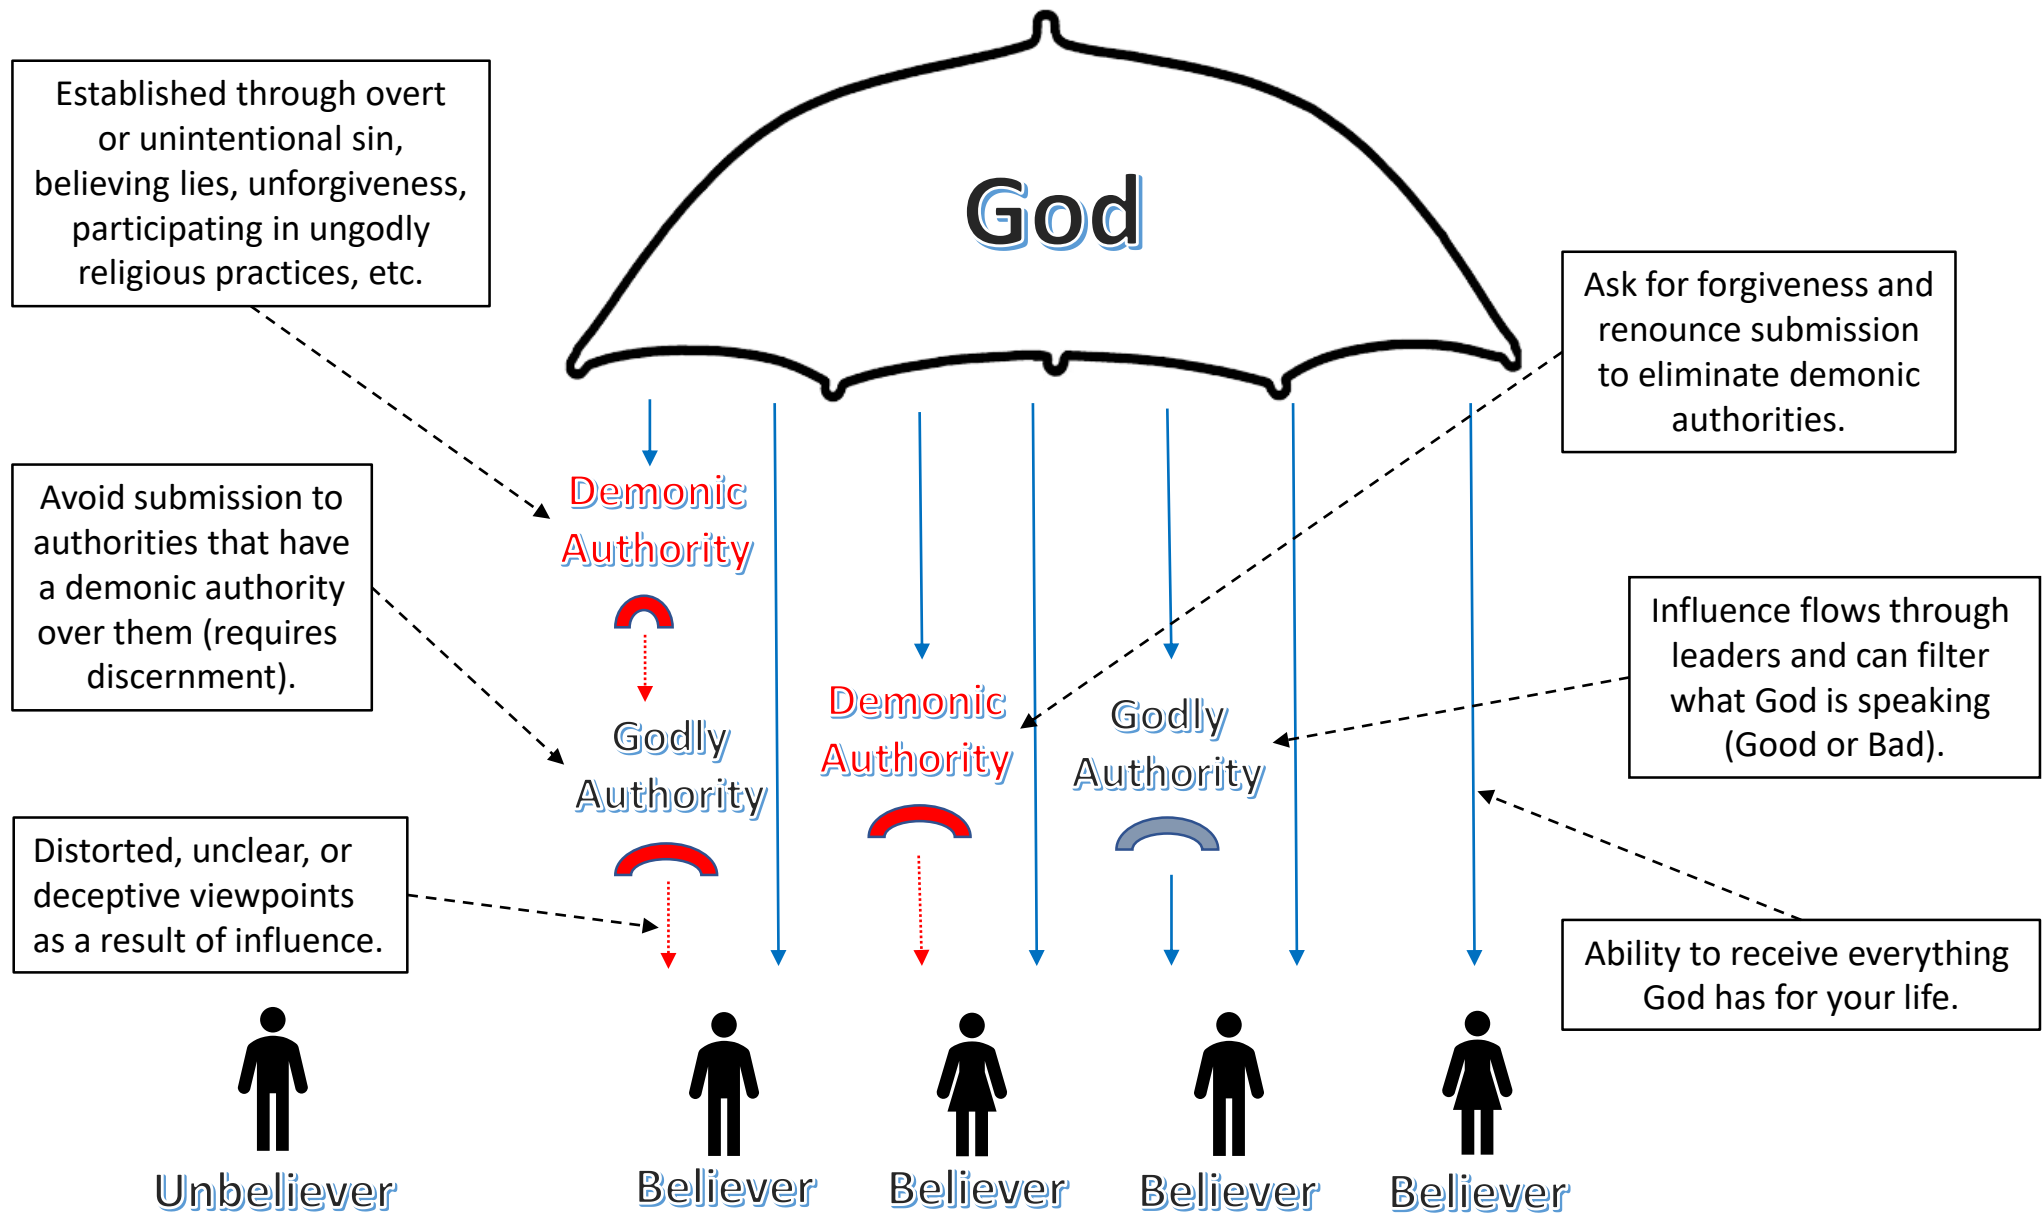 God
Established through overt
or unintentional sin,
believing lies, unforgiveness,
participating in ungodly
religious practices, etc.
Ask for forgiveness and
renounce submission
to eliminate demonic
authorities.
Avoid submission to
authorities that have
a demonic authority
over them (requires
discernment).
Demonic
Authority
Godly
Authority
Demonic
Authority
Godly
Authority
Influence flows through
leaders and can filter
what God is speaking
(Good or Bad).
Distorted, unclear, or
deceptive viewpoints
as a result of influence.
Ability to receive everything
God has for your life.
Unbeliever
Believer
Believer
Believer
Believer